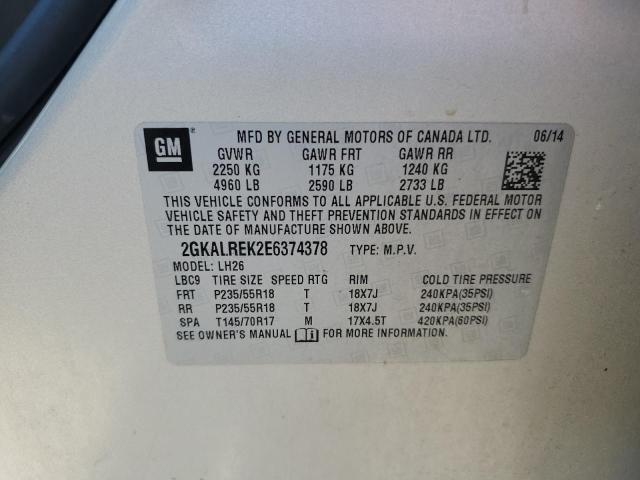 GM ® MFD BY GENERAL MOTORS OF CANADA LTD. 06/14
GVWR GAWR FRT GAWR RR
2250 KG 1175 KG 1240 KG
4960 LB 2590 LB 2733 LB
THIS VEHICLE CONFORMS TO ALL APPLICABLE U.S. FEDERAL MOTOR
VEHICLE SAFETY AND THEFT PREVENTION STANDARDS IN EFFECT ON
THE DATE OF MANUFACTURE SHOWN ABOVE.
2GKALREK2E6374378 TYPE: M.P.V.
MODEL: LH26
LBC9 TIRE SIZE SPEED RTG RIM COLD TIRE PRESSURE
FRT P235/55R18 T 18X7J 240KPA(35PSI)
RR P235/55R18 T 18X7J 240KPA(35PSI)
SPA T145/70R17 M 17X4.5T 420KPA(60PSI)
SEE OWNER'S MANUAL FOR MORE INFORMATION.